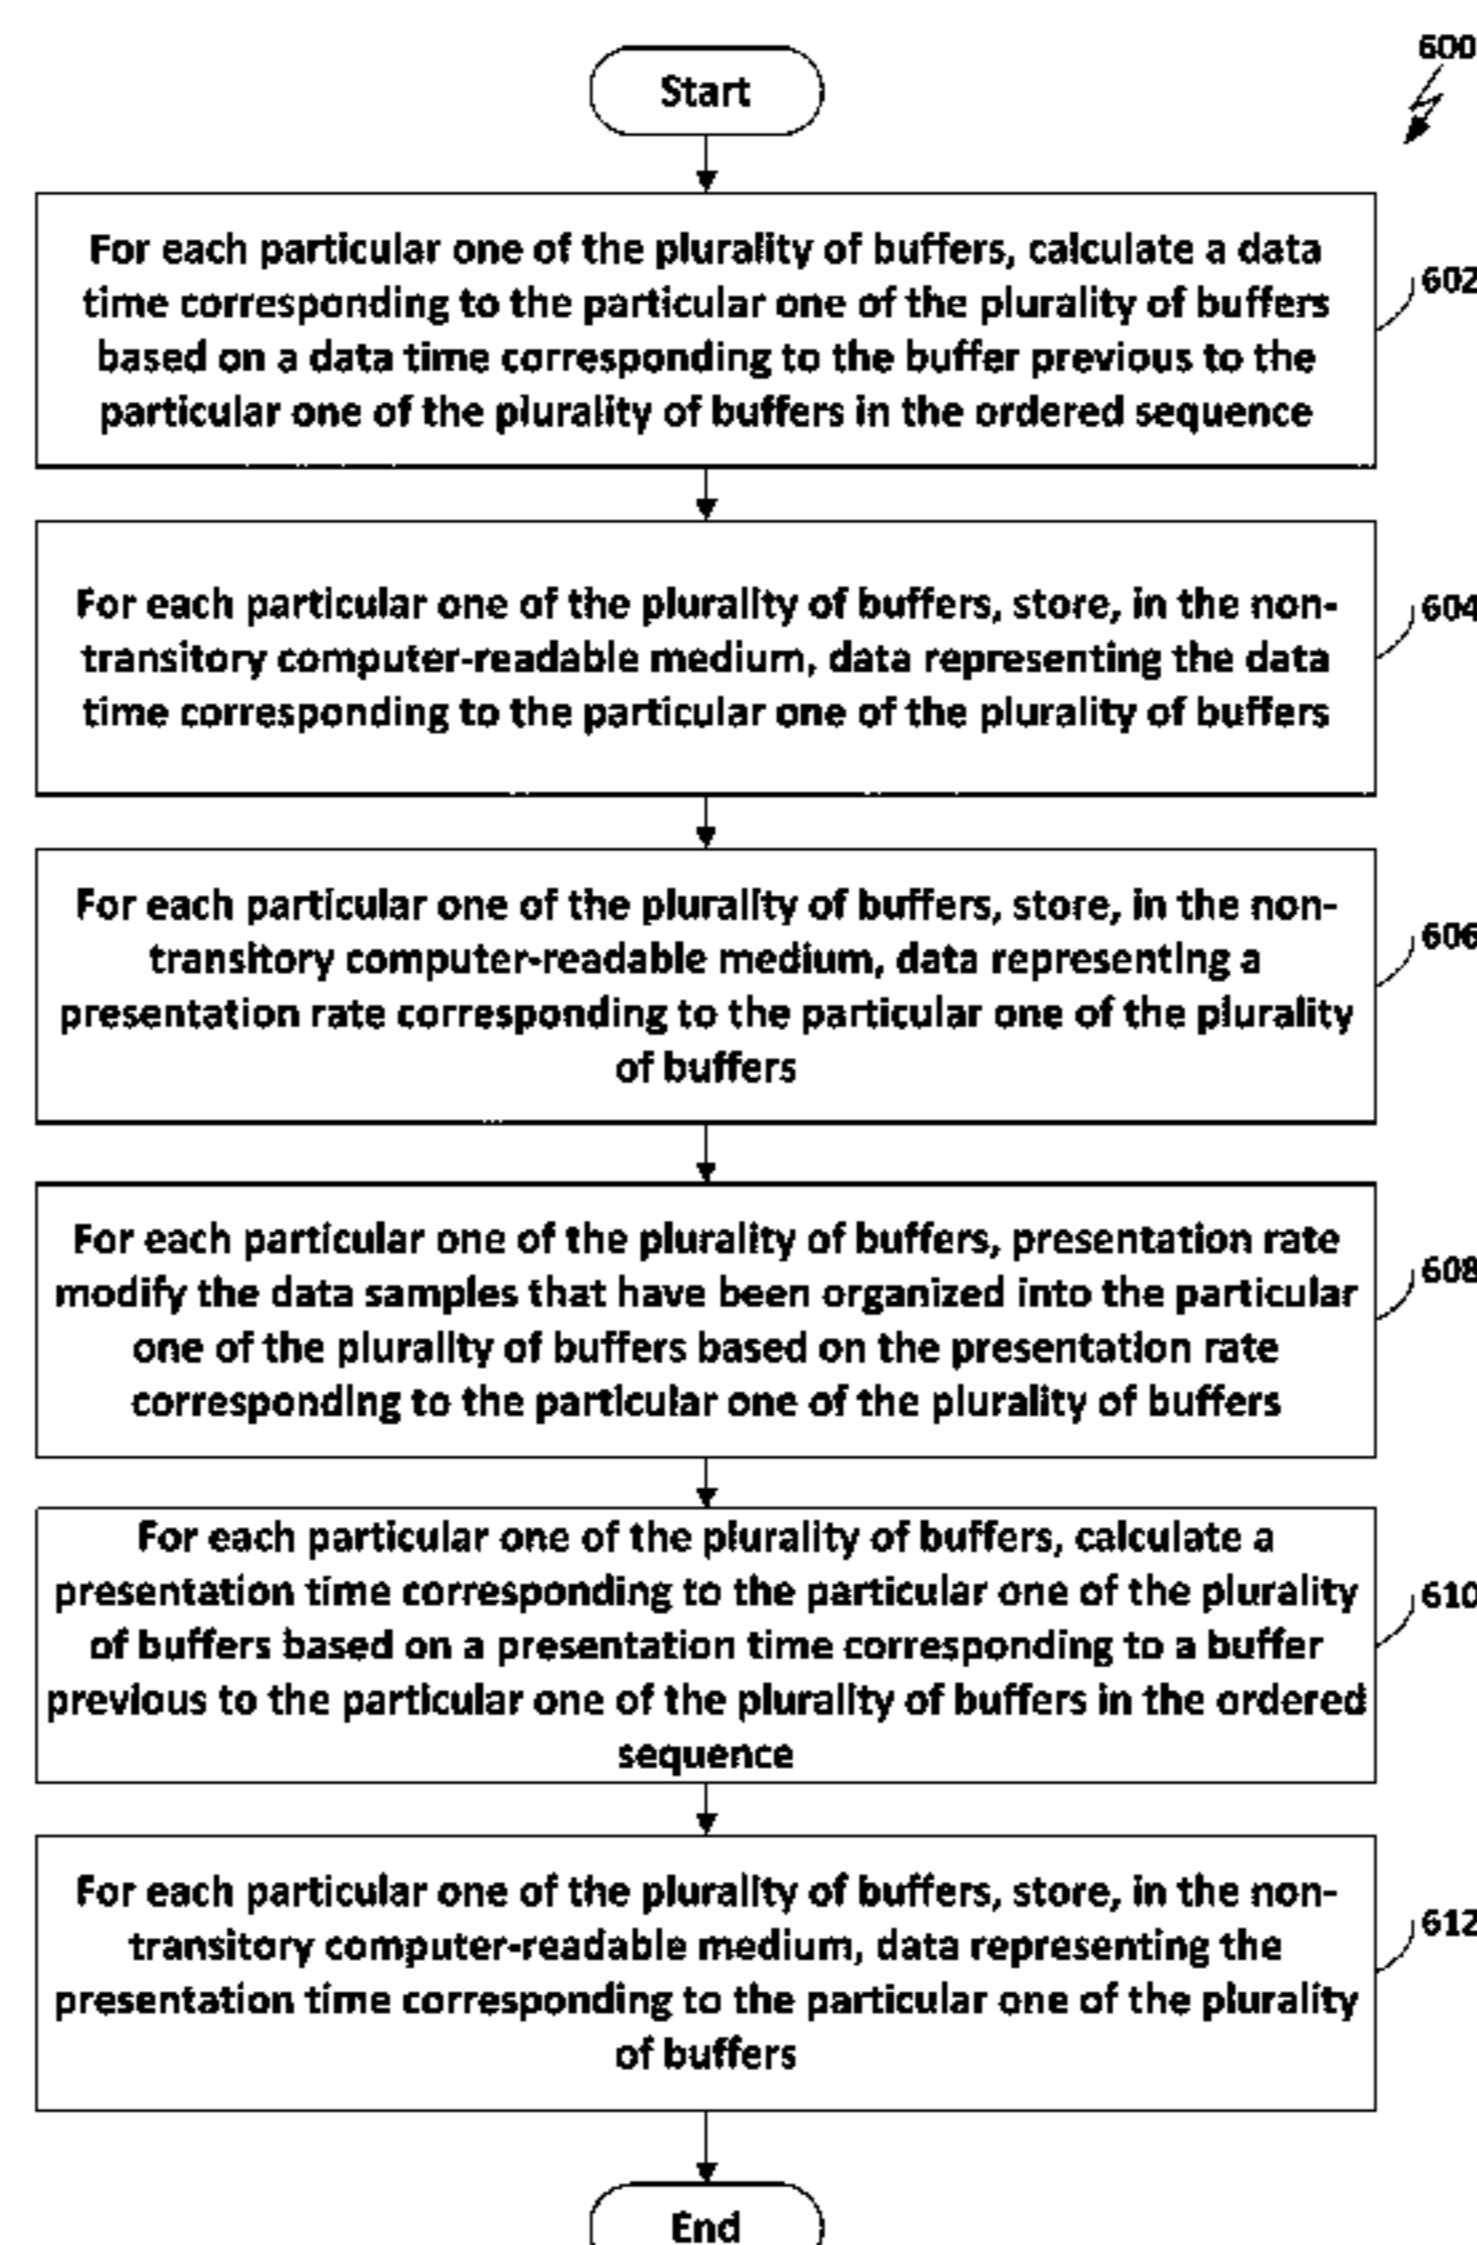 600
Start
For each particular one of the plurality of buffers, calculate a data
time corresponding to the particular one of the plurality of buffers
based on a data time corresponding to the buffer previous to the
particular one of the plurality of buffers in the ordered sequence
602
For each particular one of the plurality of buffers, store, in the non-
transitory computer-readable medium, data representing the data
time corresponding to the particular one of the plurality of buffers
604
For each particular one of the plurality of buffers, store, in the non-
transitory computer-readable medium, data representing a
presentation rate corresponding to the particular one of the plurality
of buffers
606
For each particular one of the plurality of buffers, presentation rate
modify the data samples that have been organized into the particular
one of the plurality of buffers based on the presentation rate
corresponding to the particular one of the plurality of buffers
608
For each particular one of the plurality of buffers, calculate a
presentation time corresponding to the particular one of the plurality
of buffers based on a presentation time corresponding to a buffer
previous to the particular one of the plurality of buffers in the ordered
sequence
610
For each particular one of the plurality of buffers, store, in the non-
transitory computer-readable medium, data representing the
presentation time corresponding to the particular one of the plurality
of buffers
612
End